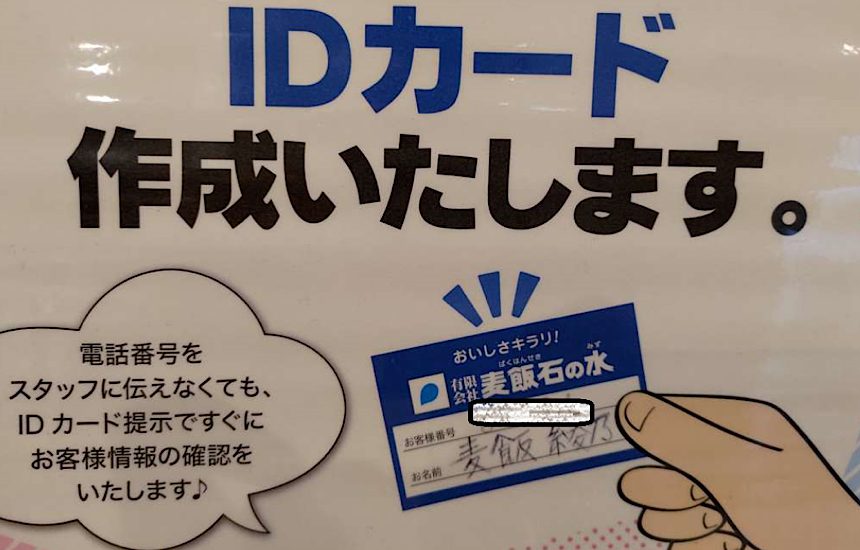 IDカード
作成いたします。
電話番号を
スタッフに伝えなくても、
IDカード提示ですぐに
お客様情報の確認を
いたします♪
おいしさキラリ!
ばくはんせき みず
有限会社 麦飯石の水
お客様番号
お名前 麦飯 綾乃